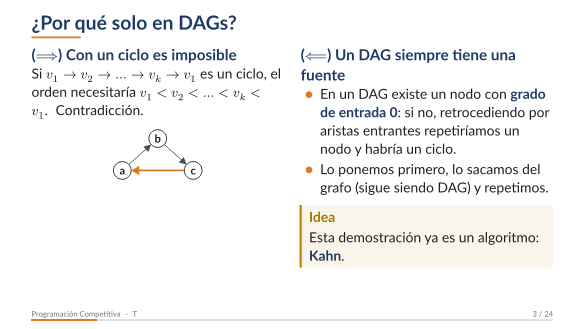 ¿Por qué solo en DAGs?
(⟹) Con un ciclo es imposible
Si v₁ → v₂ → … → vₖ → v₁ es un ciclo, el
orden necesitaría v₁ < v₂ < … < vₖ <
v₁. Contradicción.
b
a
c
(⟸) Un DAG siempre tiene una
fuente
• En un DAG existe un nodo con grado
de entrada 0: si no, retrocediendo por
aristas entrantes repetiríamos un
nodo y habría un ciclo.
• Lo ponemos primero, lo sacamos del
grafo (sigue siendo DAG) y repetimos.
Idea
Esta demostración ya es un algoritmo:
Kahn.
Programación Competitiva · T
3 / 24